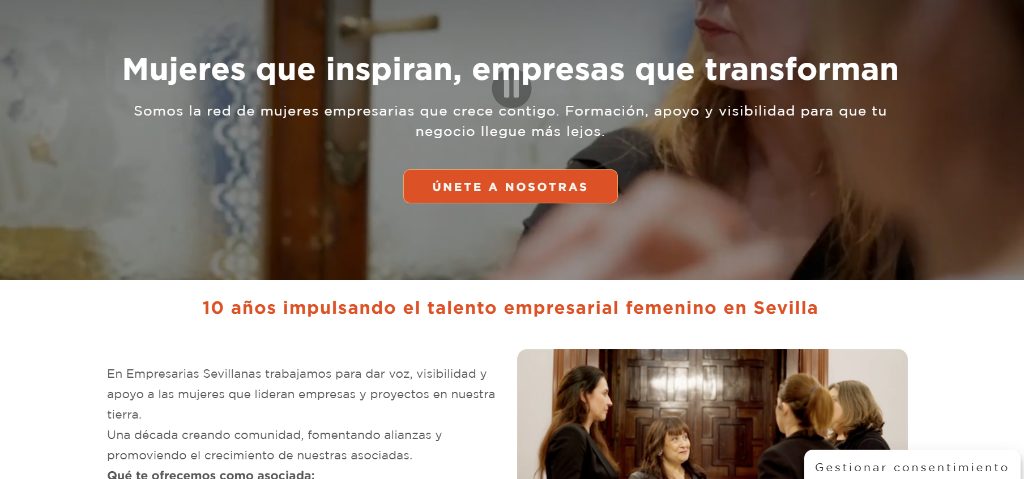 Mujeres que inspiran, empresas que transforman
Somos la red de mujeres empresarias que crece contigo. Formación, apoyo y visibilidad para que tu
negocio llegue más lejos.
ÚNETE A NOSOTRAS
10 años impulsando el talento empresarial femenino en Sevilla
En Empresarias Sevillanas trabajamos para dar voz, visibilidad y
apoyo a las mujeres que lideran empresas y proyectos en nuestra
tierra.
Una década creando comunidad, fomentando alianzas y
promoviendo el crecimiento de nuestras asociadas.
Qué te ofrecemos como asociada:
Gestionar consentimiento